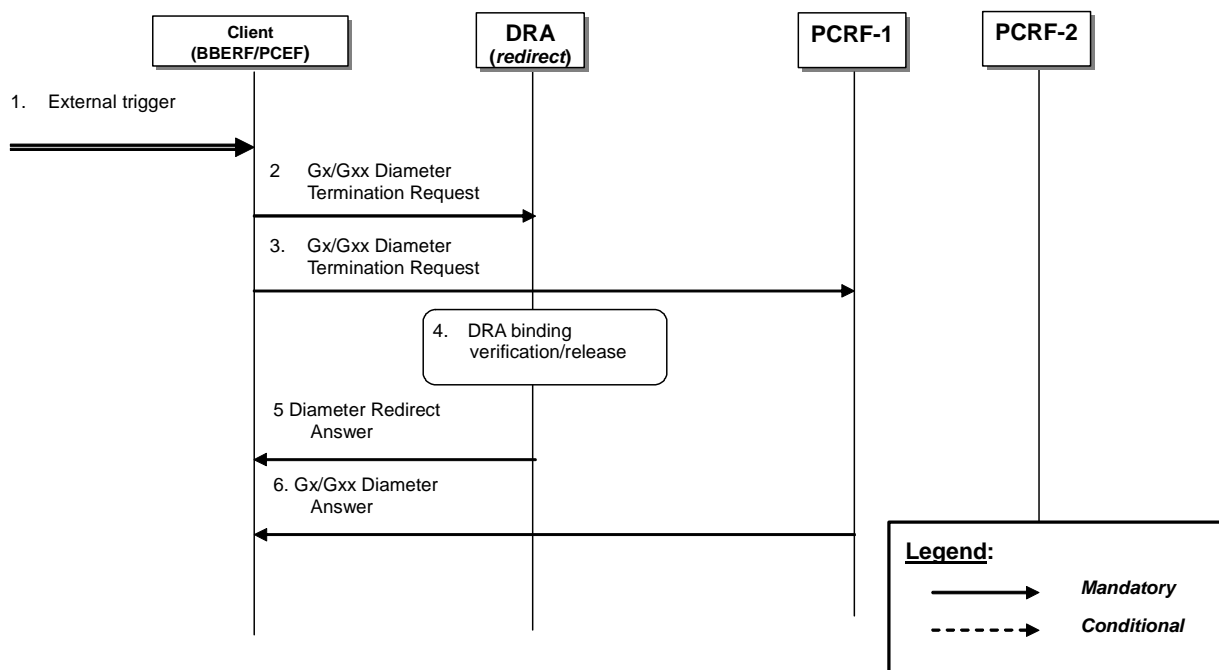 Client
(BBERF/PCEF)
DRA
(redirect)
PCRF-1
PCRF-2
1. External trigger
2 Gx/Gxx Diameter
Termination Request
3. Gx/Gxx Diameter
Termination Request
4. DRA binding
verification/release
5 Diameter Redirect
Answer
6. Gx/Gxx Diameter
Answer
Legend:
Mandatory
Conditional